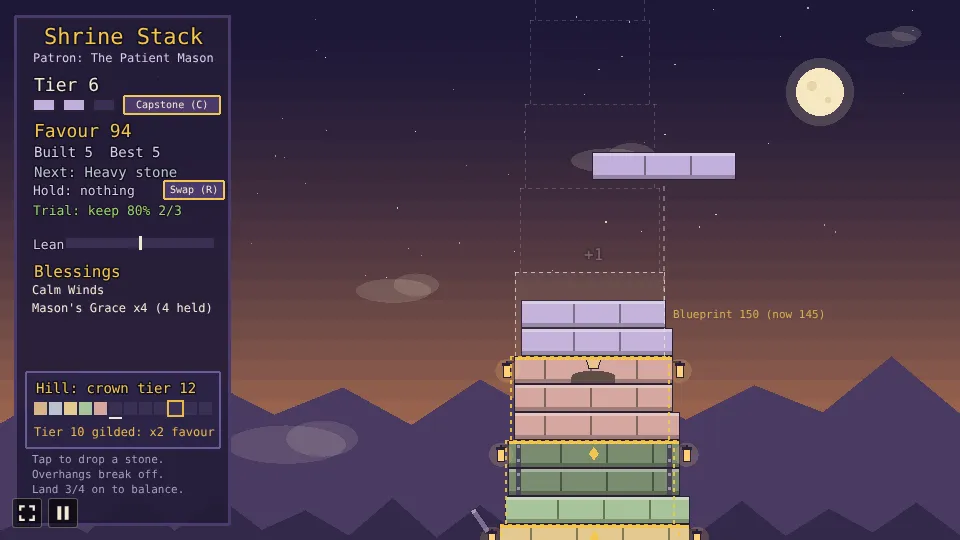 Shrine Stack
Patron: The Patient Mason
Tier 6
Capstone (C)
Favour 94
Built 5  Best 5
Next: Heavy stone
Hold: nothing
Swap (R)
Trial: keep 80% 2/3
Lean
Blessings
Calm Winds
Mason's Grace x4 (4 held)
Hill: crown tier 12
Tier 10 gilded: x2 favour
Tap to drop a stone.
Overhangs break off.
Land 3/4 on to balance.
+1
Blueprint 150 (now 145)